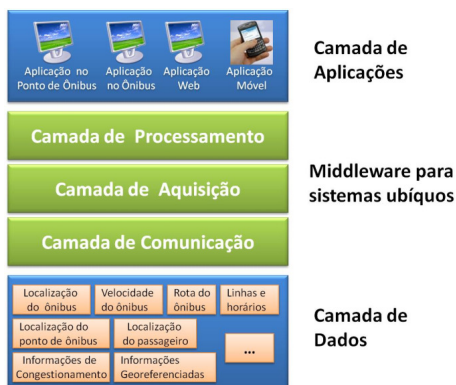 Aplicação no
Ponto de Ônibus
Aplicação
no Ônibus
Aplicação
Web
Aplicação
Móvel
Camada de
Aplicações
Camada de Processamento
Camada de Aquisição
Camada de Comunicação
Middleware para
sistemas ubíquos
Localização
do ônibus
Velocidade
do ônibus
Rota do
ônibus
Linhas e
horários
Localização do
ponto de ônibus
Localização
do passageiro
...
Informações de
Congestionamento
Informações
Georeferenciadas
Camada de
Dados